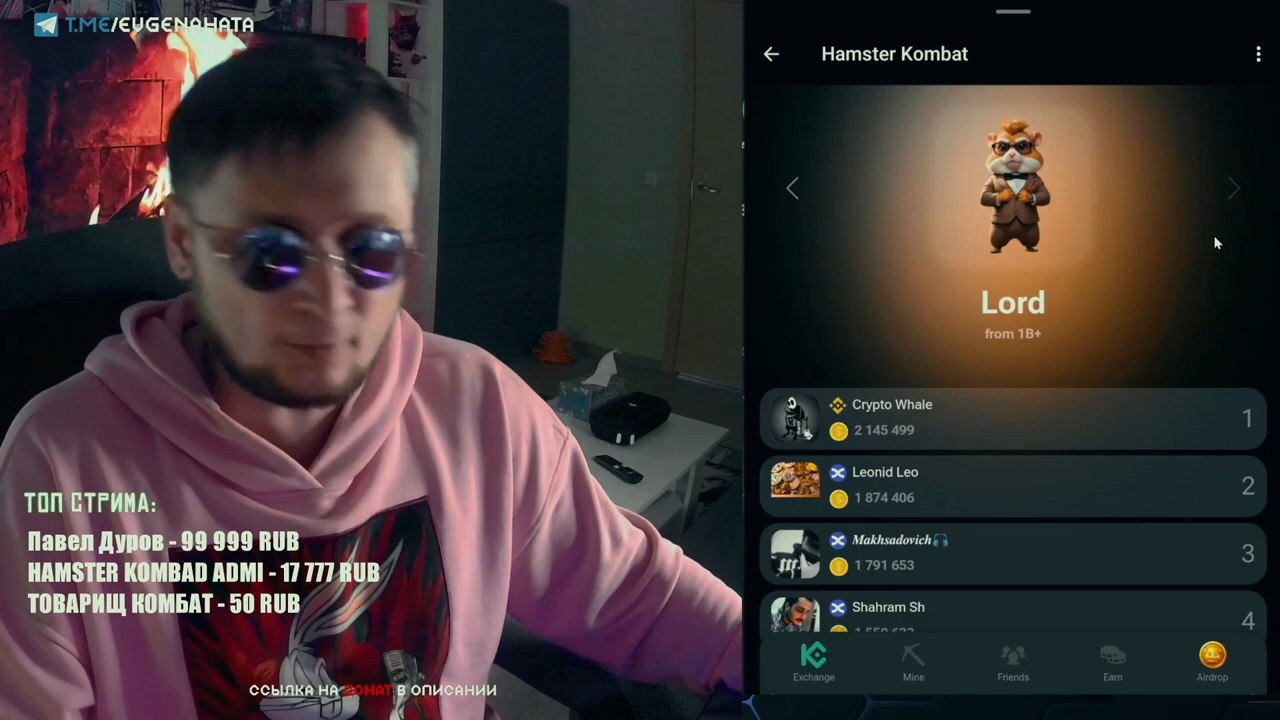 T.ME/EVGENAHATA
ТОП СТРИМА:
Павел Дуров - 99 999 RUB
HAMSTER KOMBAD ADMI - 17 777 RUB
ТОВАРИЩ КОМБАТ - 50 RUB
ССЫЛКА НА ДОНАТ В ОПИСАНИИ
Hamster Kombat
Lord
from 1B+
Crypto Whale
2 145 499
1
Leonid Leo
1 874 406
2
Makhsadovich
1 791 653
3
Shahram Sh
4
Exchange
Mine
Friends
Earn
Airdrop